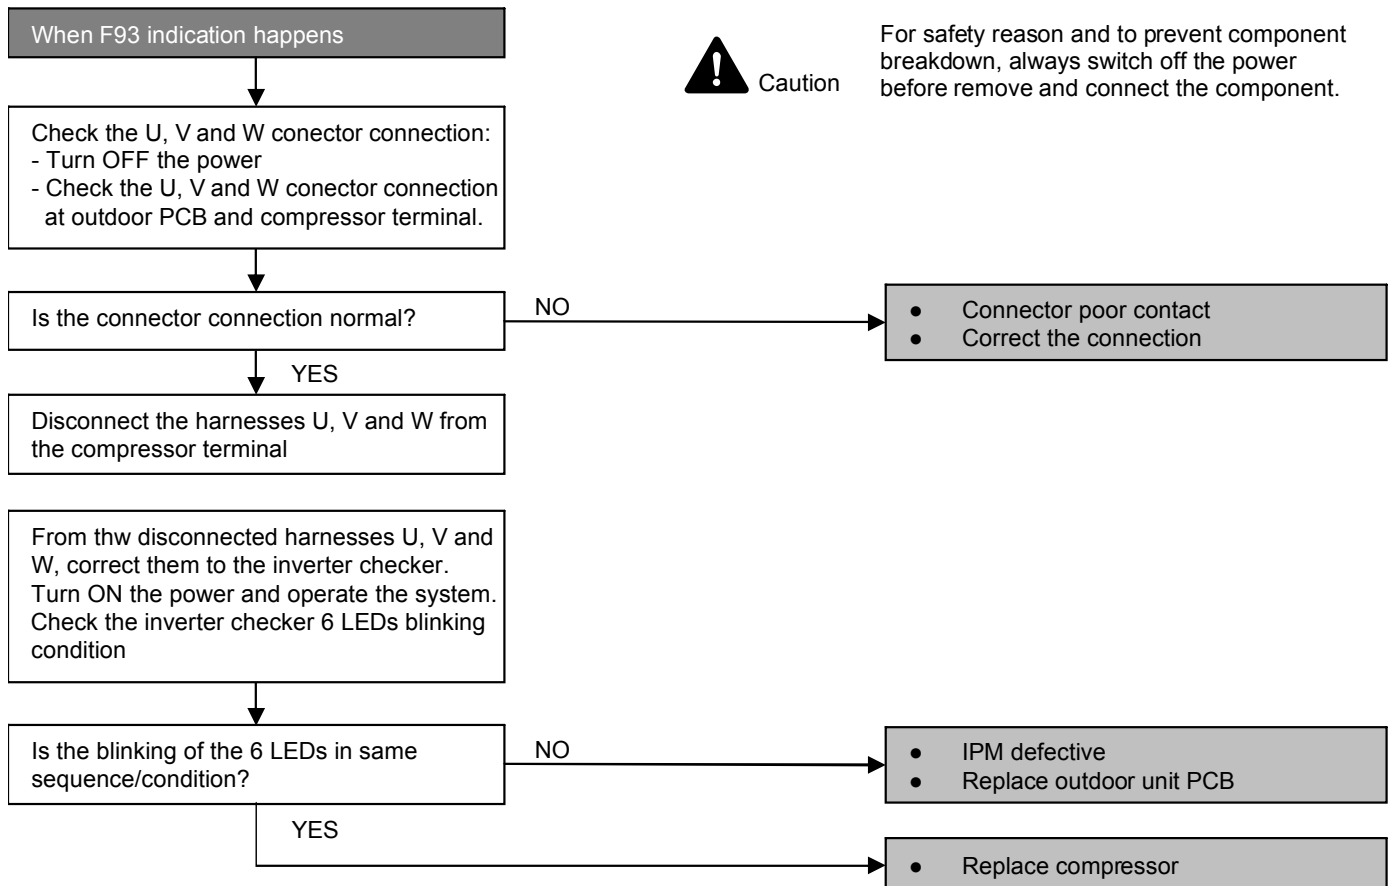 When F93 indication happens
Caution
For safety reason and to prevent component
breakdown, always switch off the power
before remove and connect the component.
Check the U, V and W conector connection:
- Turn OFF the power
- Check the U, V and W conector connection
at outdoor PCB and compressor terminal.
Is the connector connection normal?
NO
● Connector poor contact
● Correct the connection
YES
Disconnect the harnesses U, V and W from
the compressor terminal
From thw disconnected harnesses U, V and
W, correct them to the inverter checker.
Turn ON the power and operate the system.
Check the inverter checker 6 LEDs blinking
condition
Is the blinking of the 6 LEDs in same
sequence/condition?
NO
● IPM defective
● Replace outdoor unit PCB
YES
● Replace compressor